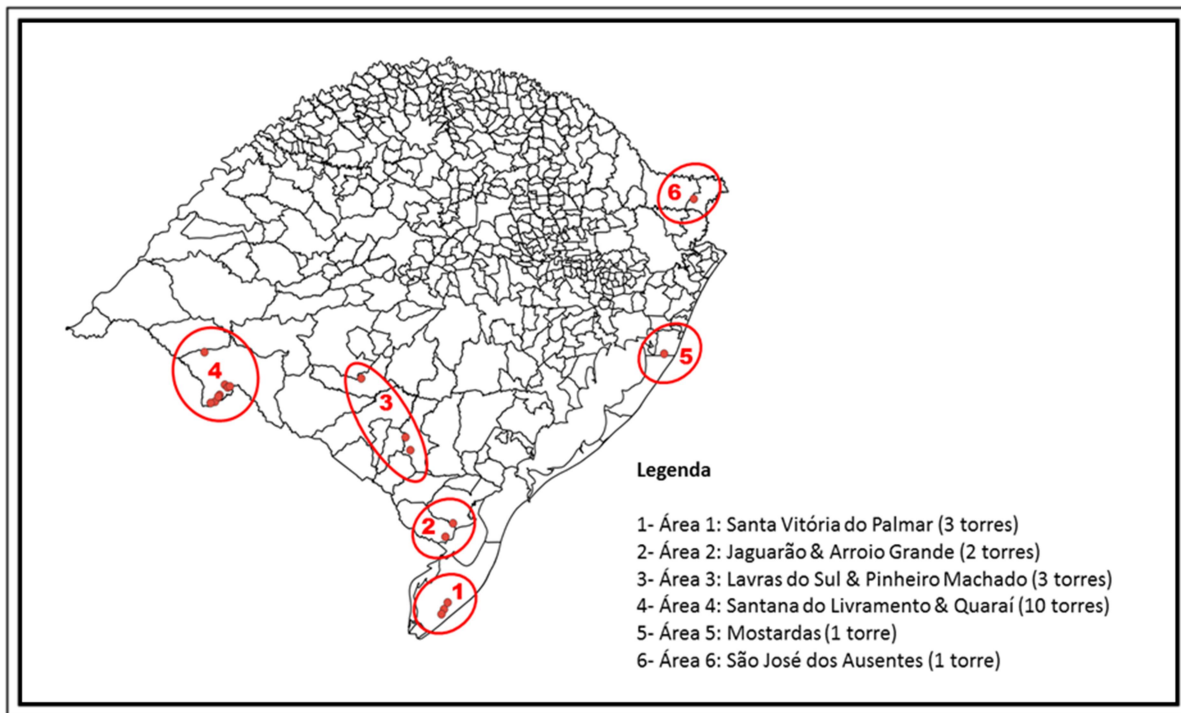 6
5
4
3
2
1
Legenda
1- Área 1: Santa Vitória do Palmar (3 torres)
2- Área 2: Jaguarão & Arroio Grande (2 torres)
3- Área 3: Lavras do Sul & Pinheiro Machado (3 torres)
4- Área 4: Santana do Livramento & Quaraí (10 torres)
5- Área 5: Mostardas (1 torre)
6- Área 6: São José dos Ausentes (1 torre)